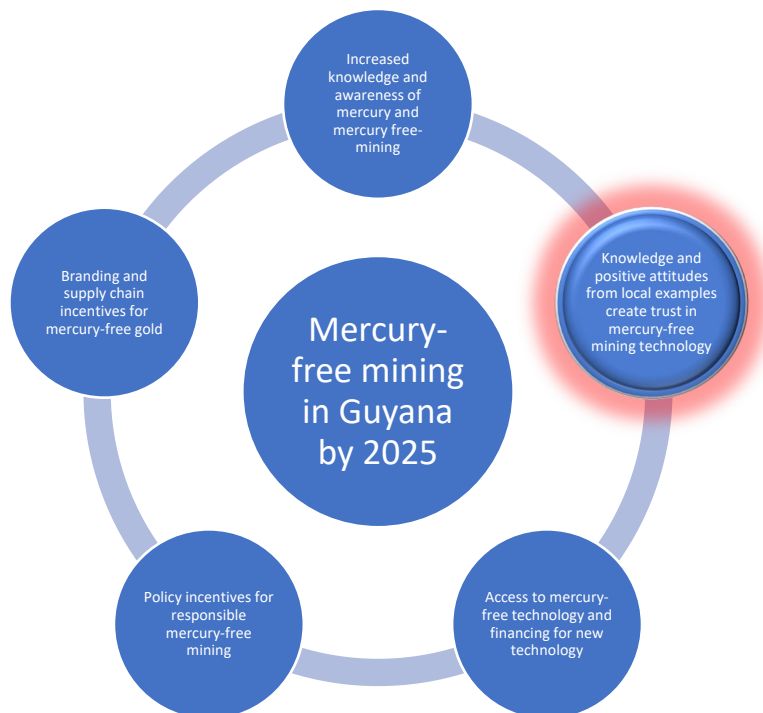 Increased
knowledge and
awareness of
mercury and
mercury free-
mining
Knowledge and
positive attitudes
from local examples
create trust in
mercury-free
mining technology
Access to mercury-
free technology and
financing for new
technology
Policy incentives for
responsible
mercury-free
mining
Branding and
supply chain
incentives for
mercury-free gold
Mercury-
free mining
in Guyana
by 2025